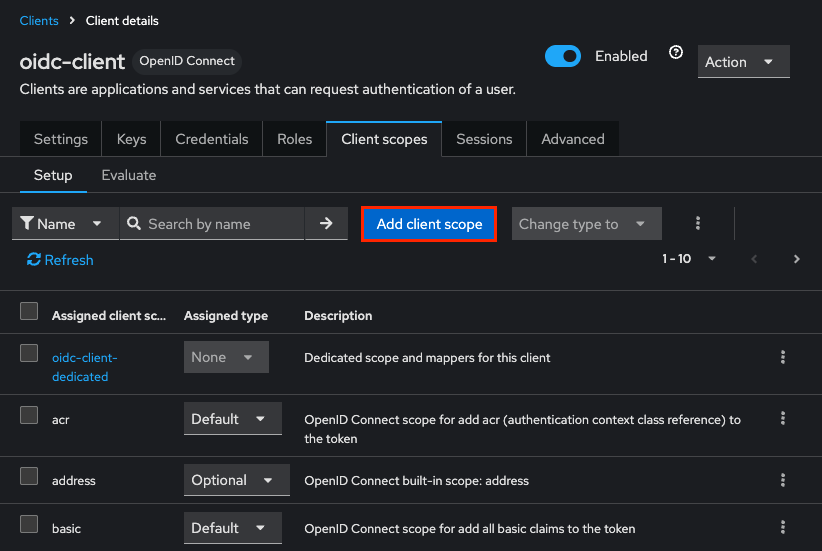 Clients > Client details
oidc-client OpenID Connect Enabled Action
Clients are applications and services that can request authentication of a user.
Settings Keys Credentials Roles Client scopes Sessions Advanced
Setup Evaluate
Name Search by name Add client scope Change type to
Refresh 1 - 10
Assigned client sc... Assigned type Description
oidc-client- None Dedicated scope and mappers for this client
dedicated
acr Default OpenID Connect scope for add acr (authentication context class reference) to
the token
address Optional OpenID Connect built-in scope: address
basic Default OpenID Connect scope for add all basic claims to the token